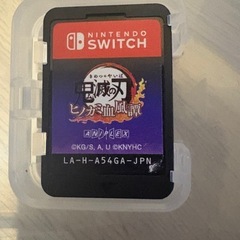 NINTENDO
SWITCH
きめつのやいば
鬼滅の刃
ヒノカミ血風譚
ANIPLEX
©KG/S, A, U ©KNYHC
LA-H-A54GA-JPN